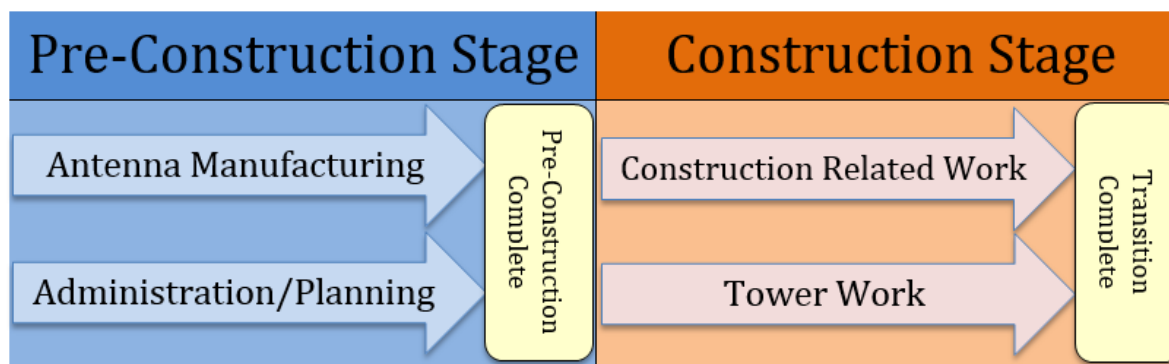 Pre-Construction Stage
Construction Stage
Antenna Manufacturing
Administration/Planning
Pre-Construction
Complete
Construction Related Work
Tower Work
Transition
Complete